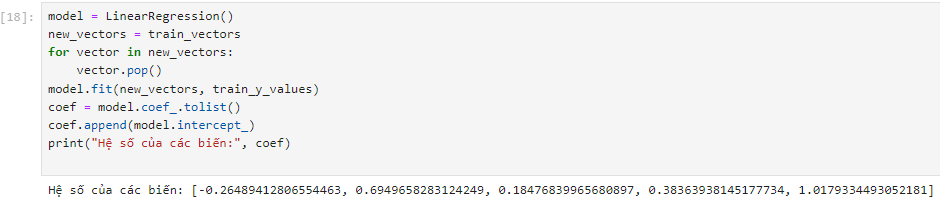 [18]:
model = LinearRegression()
new_vectors = train_vectors
for vector in new_vectors:
    vector.pop()
model.fit(new_vectors, train_y_values)
coef = model.coef_.tolist()
coef.append(model.intercept_)
print("Hệ số của các biến:", coef)
Hệ số của các biến: [-0.26489412806554463, 0.6949658283124249, 0.18476839965680897, 0.38363938145177734, 1.0179334493052181]